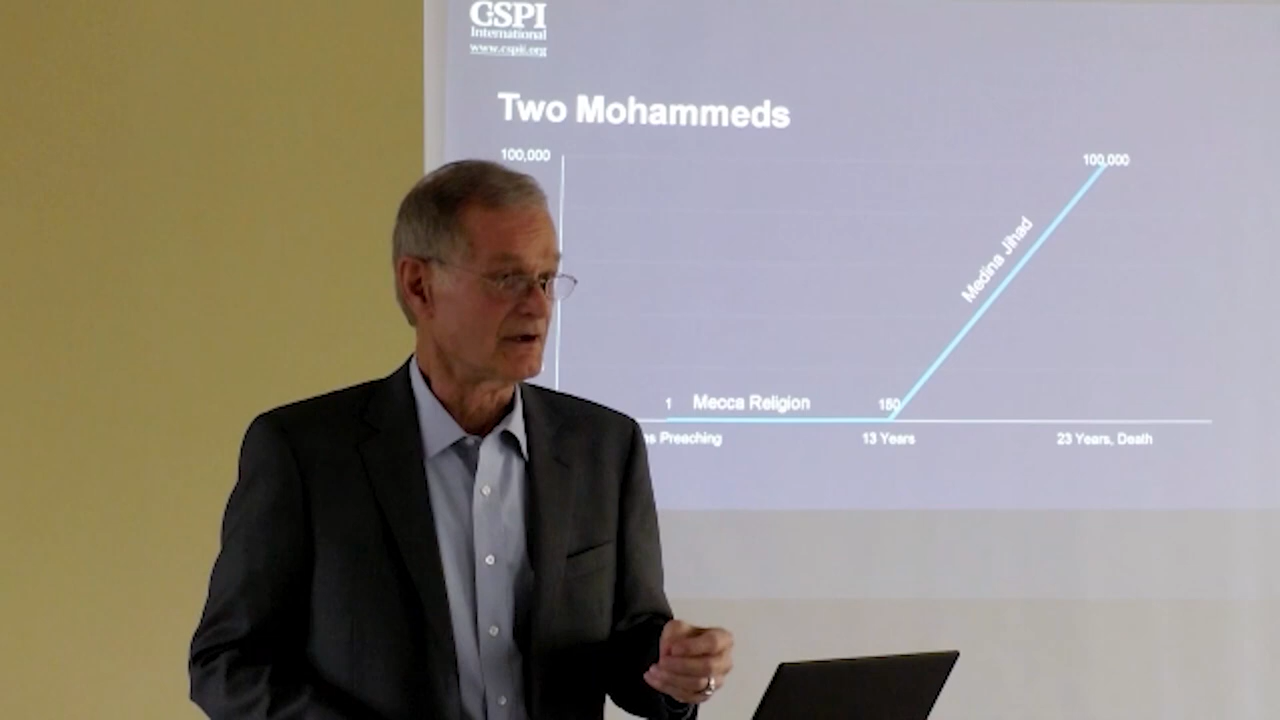 CSPI
International
www.cspii.org
Two Mohammeds
100,000
100,000
Medina Jihad
1
Mecca Religion
150
Preaching
13 Years
23 Years, Death